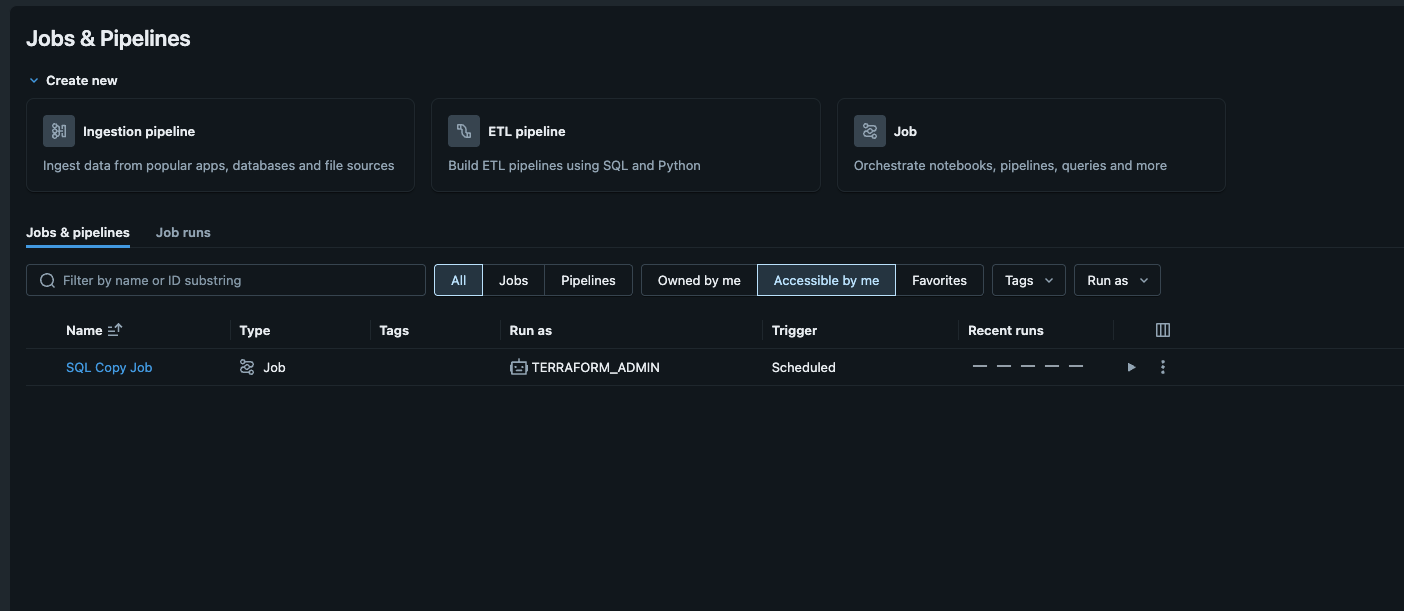 Jobs & Pipelines
Create new
Ingestion pipeline
Ingest data from popular apps, databases and file sources
ETL pipeline
Build ETL pipelines using SQL and Python
Job
Orchestrate notebooks, pipelines, queries and more
Jobs & pipelines Job runs
Filter by name or ID substring All Jobs Pipelines Owned by me Accessible by me Favorites Tags Run as
Name Type Tags Run as Trigger Recent runs
SQL Copy Job Job TERRAFORM_ADMIN Scheduled